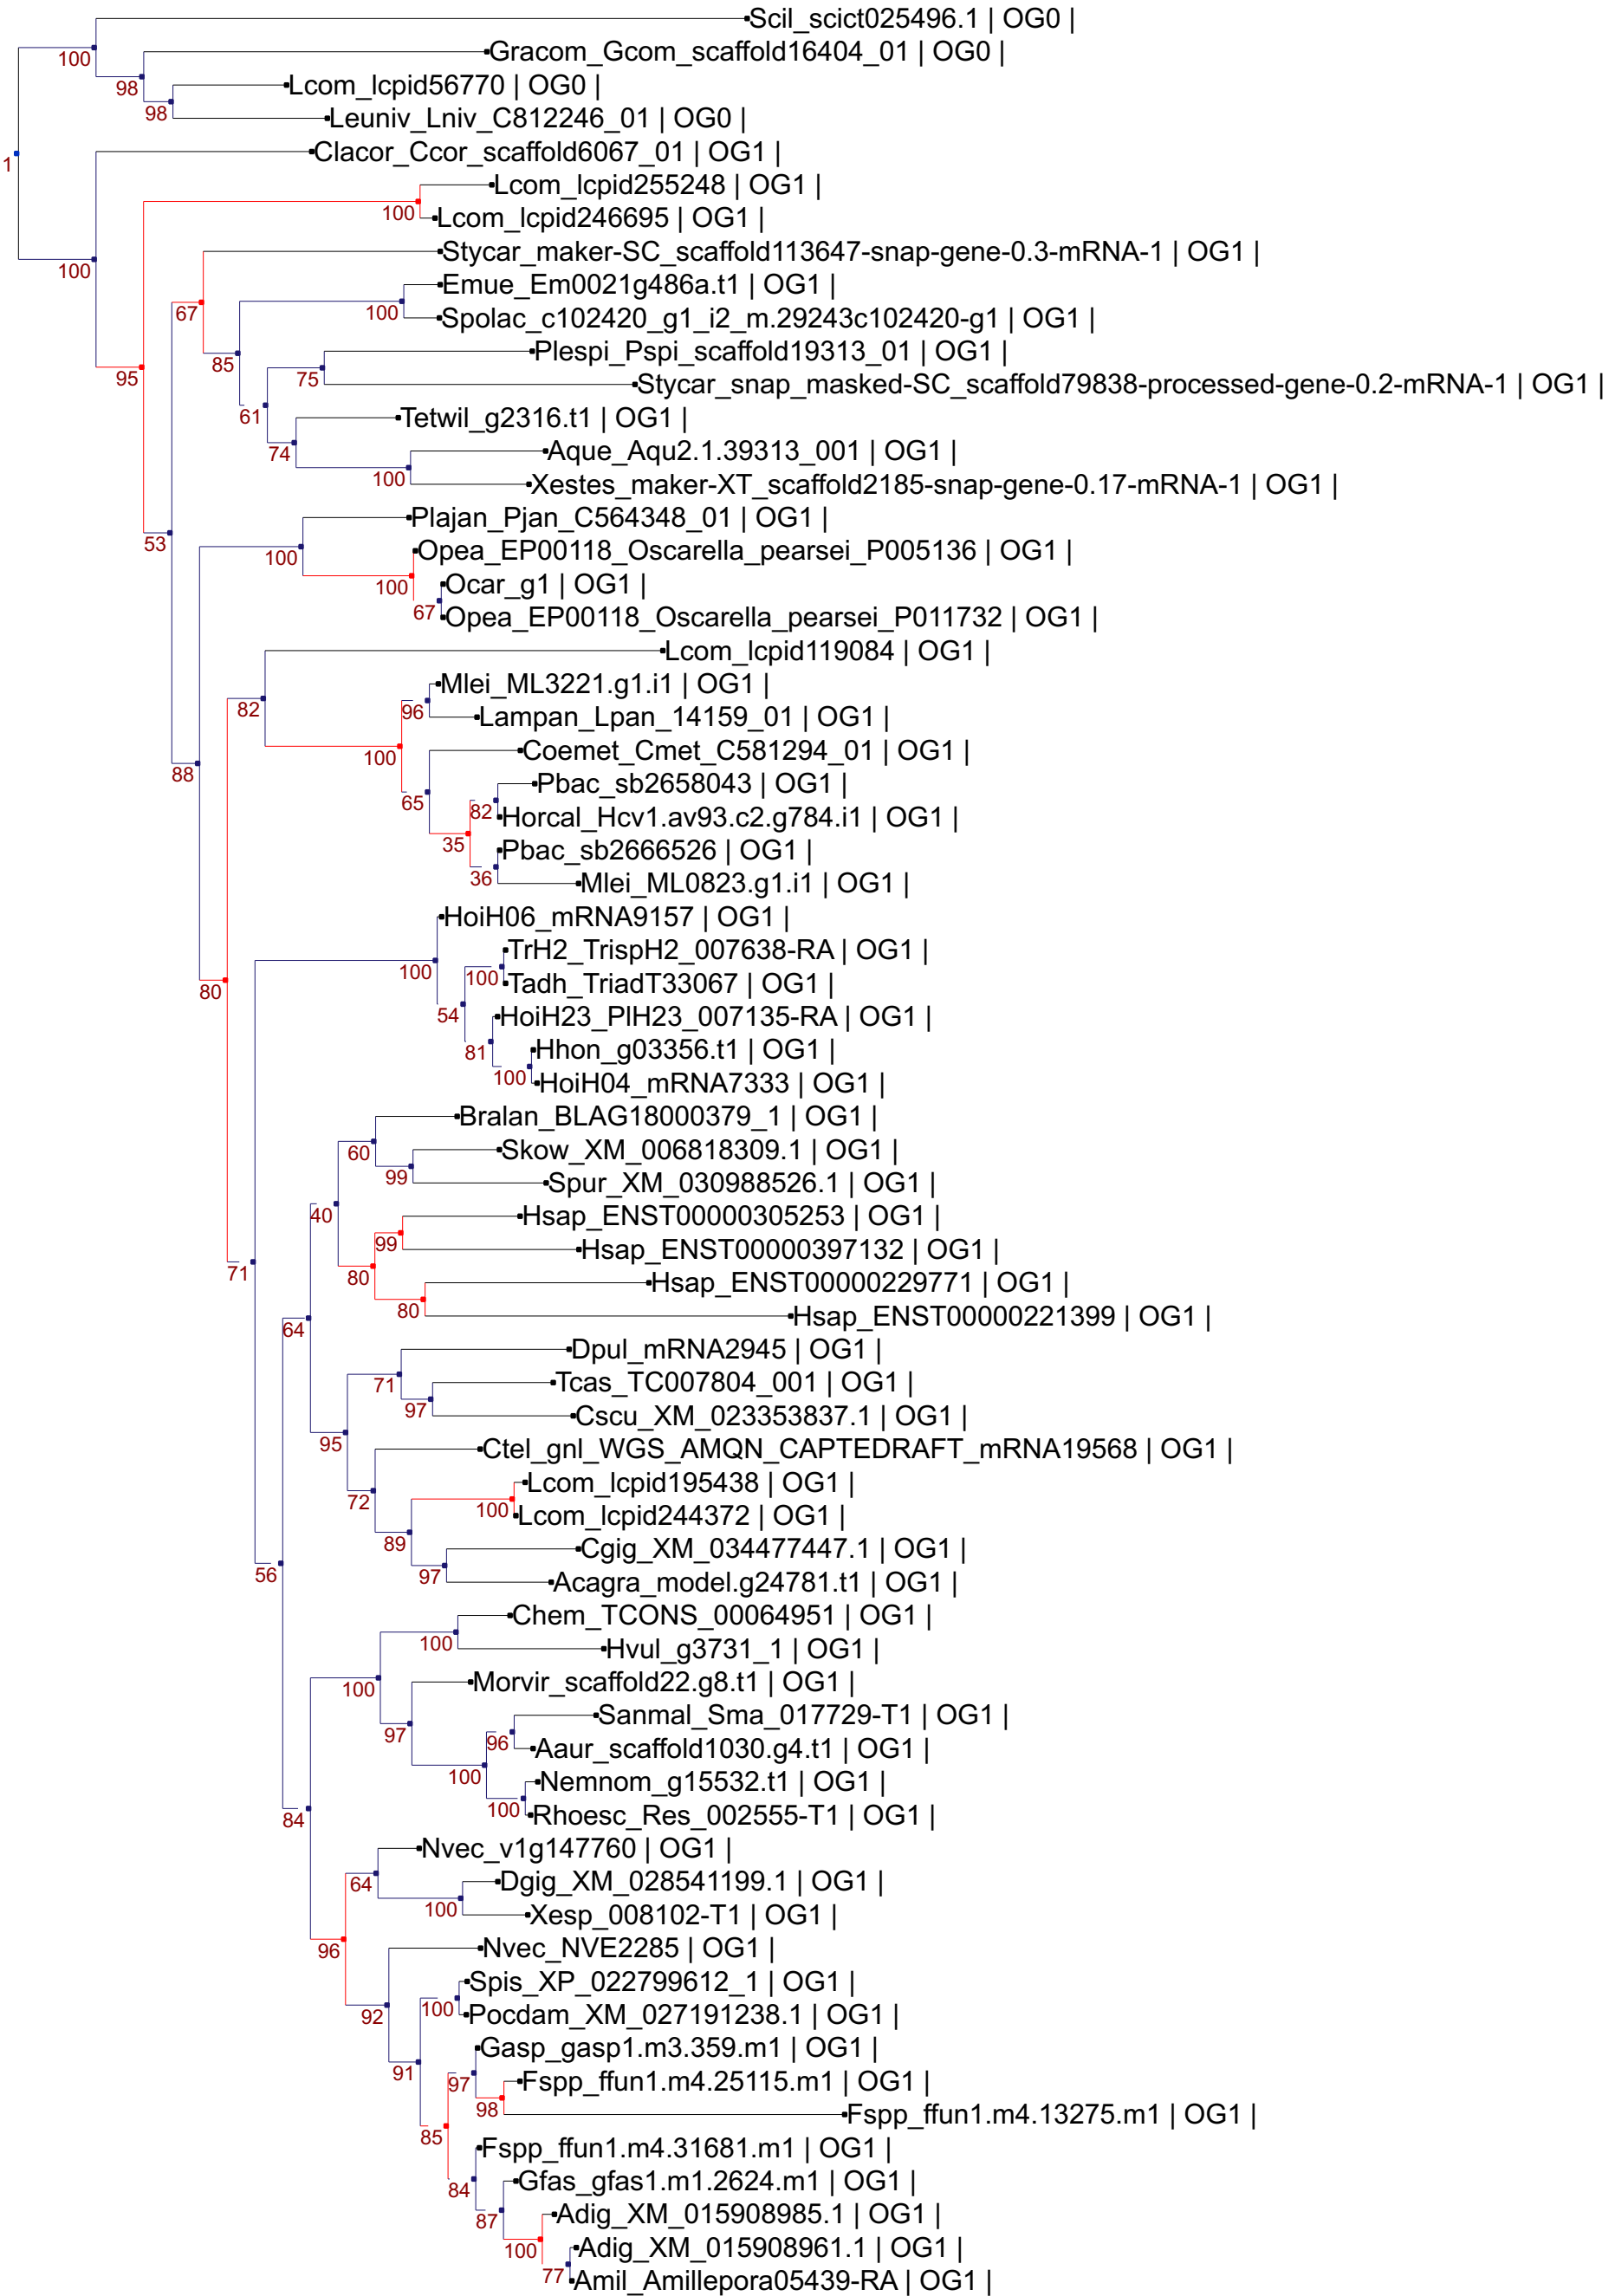 Scil_scict025496.1 | OG0 |
Gracom_Gcom_scaffold16404_01 | OG0 |
100
Lcom_lcpid56770 | OG0 |
98
98
Leuniv_Lniv_C812246_01 | OG0 |
Clacor_Ccor_scaffold6067_01 | OG1 |
1
Lcom_lcpid255248 | OG1 |
100
Lcom_lcpid246695 | OG1 |
Stycar_maker-SC_scaffold113647-snap-gene-0.3-mRNA-1 | OG1 |
100
Emue_Em0021g486a.t1 | OG1 |
67
100
Spolac_c102420_g1_i2_m.29243c102420-g1 | OG1 |
Plespi_Pspi_scaffold19313_01 | OG1 |
85
95
75
Stycar_snap_masked-SC_scaffold79838-processed-gene-0.2-mRNA-1 | OG1 |
61
Tetwil_g2316.t1 | OG1 |
74
Aque_Aqu2.1.39313_001 | OG1 |
100
Xestes_maker-XT_scaffold2185-snap-gene-0.17-mRNA-1 | OG1 |
Plajan_Pjan_C564348_01 | OG1 |
53
100
Opea_EP00118_Oscarella_pearsei_P005136 | OG1 |
100
Ocar_g1 | OG1 |
67
Opea_EP00118_Oscarella_pearsei_P011732 | OG1 |
Lcom_lcpid119084 | OG1 |
Mlei_ML3221.g1.i1 | OG1 |
82
96
Lampan_Lpan_14159_01 | OG1 |
100
Coemet_Cmet_C581294_01 | OG1 |
88
Pbac_sb2658043 | OG1 |
65
82
Horcal_Hcv1.av93.c2.g784.i1 | OG1 |
35
Pbac_sb2666526 | OG1 |
36
Mlei_ML0823.g1.i1 | OG1 |
HoiH06_mRNA9157 | OG1 |
TrH2_TrispH2_007638-RA | OG1 |
100
100
Tadh_TriadT33067 | OG1 |
80
54
HoiH23_PlH23_007135-RA | OG1 |
81
Hhon_g03356.t1 | OG1 |
100
HoiH04_mRNA7333 | OG1 |
Bralan_BLAG18000379_1 | OG1 |
60
Skow_XM_006818309.1 | OG1 |
99
Spur_XM_030988526.1 | OG1 |
40
Hsap_ENST00000305253 | OG1 |
99
Hsap_ENST00000397132 | OG1 |
71
80
Hsap_ENST00000229771 | OG1 |
80
Hsap_ENST00000221399 | OG1 |
64
Dpul_mRNA2945 | OG1 |
71
Tcas_TC007804_001 | OG1 |
97
Cscu_XM_023353837.1 | OG1 |
95
Ctel_gnl_WGS_AMQN_CAPTEDRAFT_mRNA19568 | OG1 |
Lcom_lcpid195438 | OG1 |
72
100
Lcom_lcpid244372 | OG1 |
89
Cgig_XM_034477447.1 | OG1 |
56
97
Acagra_model.g24781.t1 | OG1 |
Chem_TCONS_00064951 | OG1 |
100
Hvul_g3731_1 | OG1 |
Morvir_scaffold22.g8.t1 | OG1 |
100
Sanmal_Sma_017729-T1 | OG1 |
97
96
Aaur_scaffold1030.g4.t1 | OG1 |
100
Nemnom_g15532.t1 | OG1 |
100
Rhoesc_Res_002555-T1 | OG1 |
84
Nvec_v1g147760 | OG1 |
64
Dgig_XM_028541199.1 | OG1 |
100
Xesp_008102-T1 | OG1 |
96
Nvec_NVE2285 | OG1 |
Spis_XP_022799612_1 | OG1 |
100
92
Pocdam_XM_027191238.1 | OG1 |
Gasp_gasp1.m3.359.m1 | OG1 |
91
97
Fspp_ffun1.m4.25115.m1 | OG1 |
98
Fspp_ffun1.m4.13275.m1 | OG1 |
85
Fspp_ffun1.m4.31681.m1 | OG1 |
84
Gfas_gfas1.m1.2624.m1 | OG1 |
87
Adig_XM_015908985.1 | OG1 |
100
Adig_XM_015908961.1 | OG1 |
77
Amil_Amillepora05439-RA | OG1 |